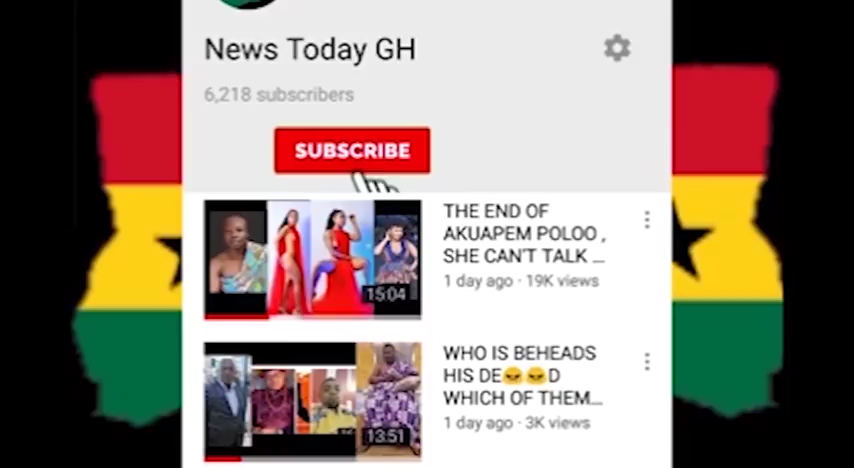 News Today GH
6,218 subscribers
SUBSCRIBE
15:04
THE END OF
AKUAPEM POLOO ,
SHE CAN'T TALK ...
1 day ago · 19K views
13:51
WHO IS BEHEADS
HIS DE😆😆D
WHICH OF THEM...
1 day ago · 3K views